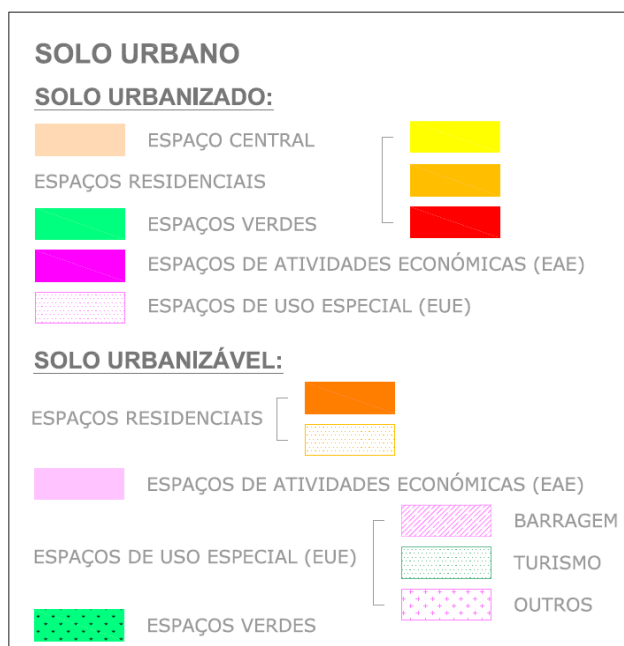 SOLO URBANO
SOLO URBANIZADO:
ESPAÇO CENTRAL
ESPAÇOS RESIDENCIAIS
ESPAÇOS VERDES
ESPAÇOS DE ATIVIDADES ECONÓMICAS (EAE)
ESPAÇOS DE USO ESPECIAL (EUE)
SOLO URBANIZÁVEL:
ESPAÇOS RESIDENCIAIS
ESPAÇOS DE ATIVIDADES ECONÓMICAS (EAE)
BARRAGEM
ESPAÇOS DE USO ESPECIAL (EUE)
TURISMO
OUTROS
ESPAÇOS VERDES